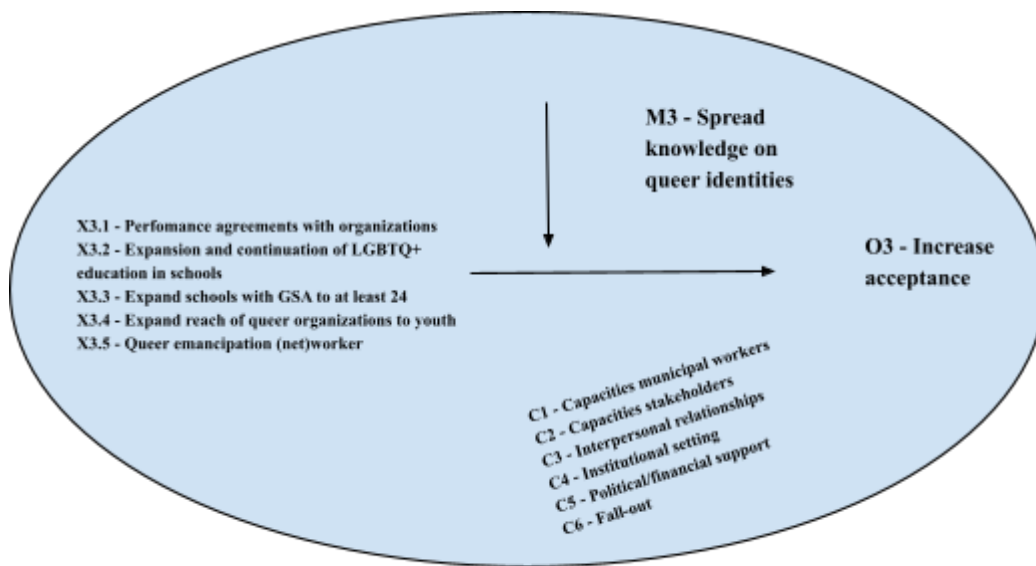 M3 - Spread
knowledge on
queer identities
X3.1 - Perfomance agreements with organizations
X3.2 - Expansion and continuation of LGBTQ+
education in schools
X3.3 - Expand schools with GSA to at least 24
X3.4 - Expand reach of queer organizations to youth
X3.5 - Queer emancipation (net)worker
O3 - Increase
acceptance
C1 - Capacities municipal workers
C2 - Capacities stakeholders
C3 - Interpersonal relationships
C4 - Institutional setting
C5 - Political/financial support
C6 - Fall-out